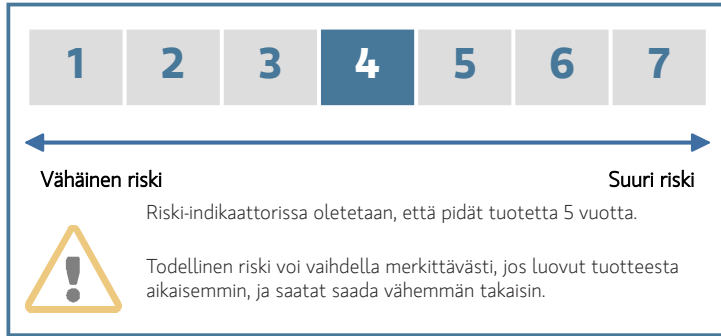 1 2 3 4 5 6 7
Vähäinen riski Suuri riski
Riski-indikaattorissa oletetaan, että pidät tuotetta 5 vuotta.
Todellinen riski voi vaihdella merkittävästi, jos luovut tuotteesta
aikaisemmin, ja saatat saada vähemmän takaisin.